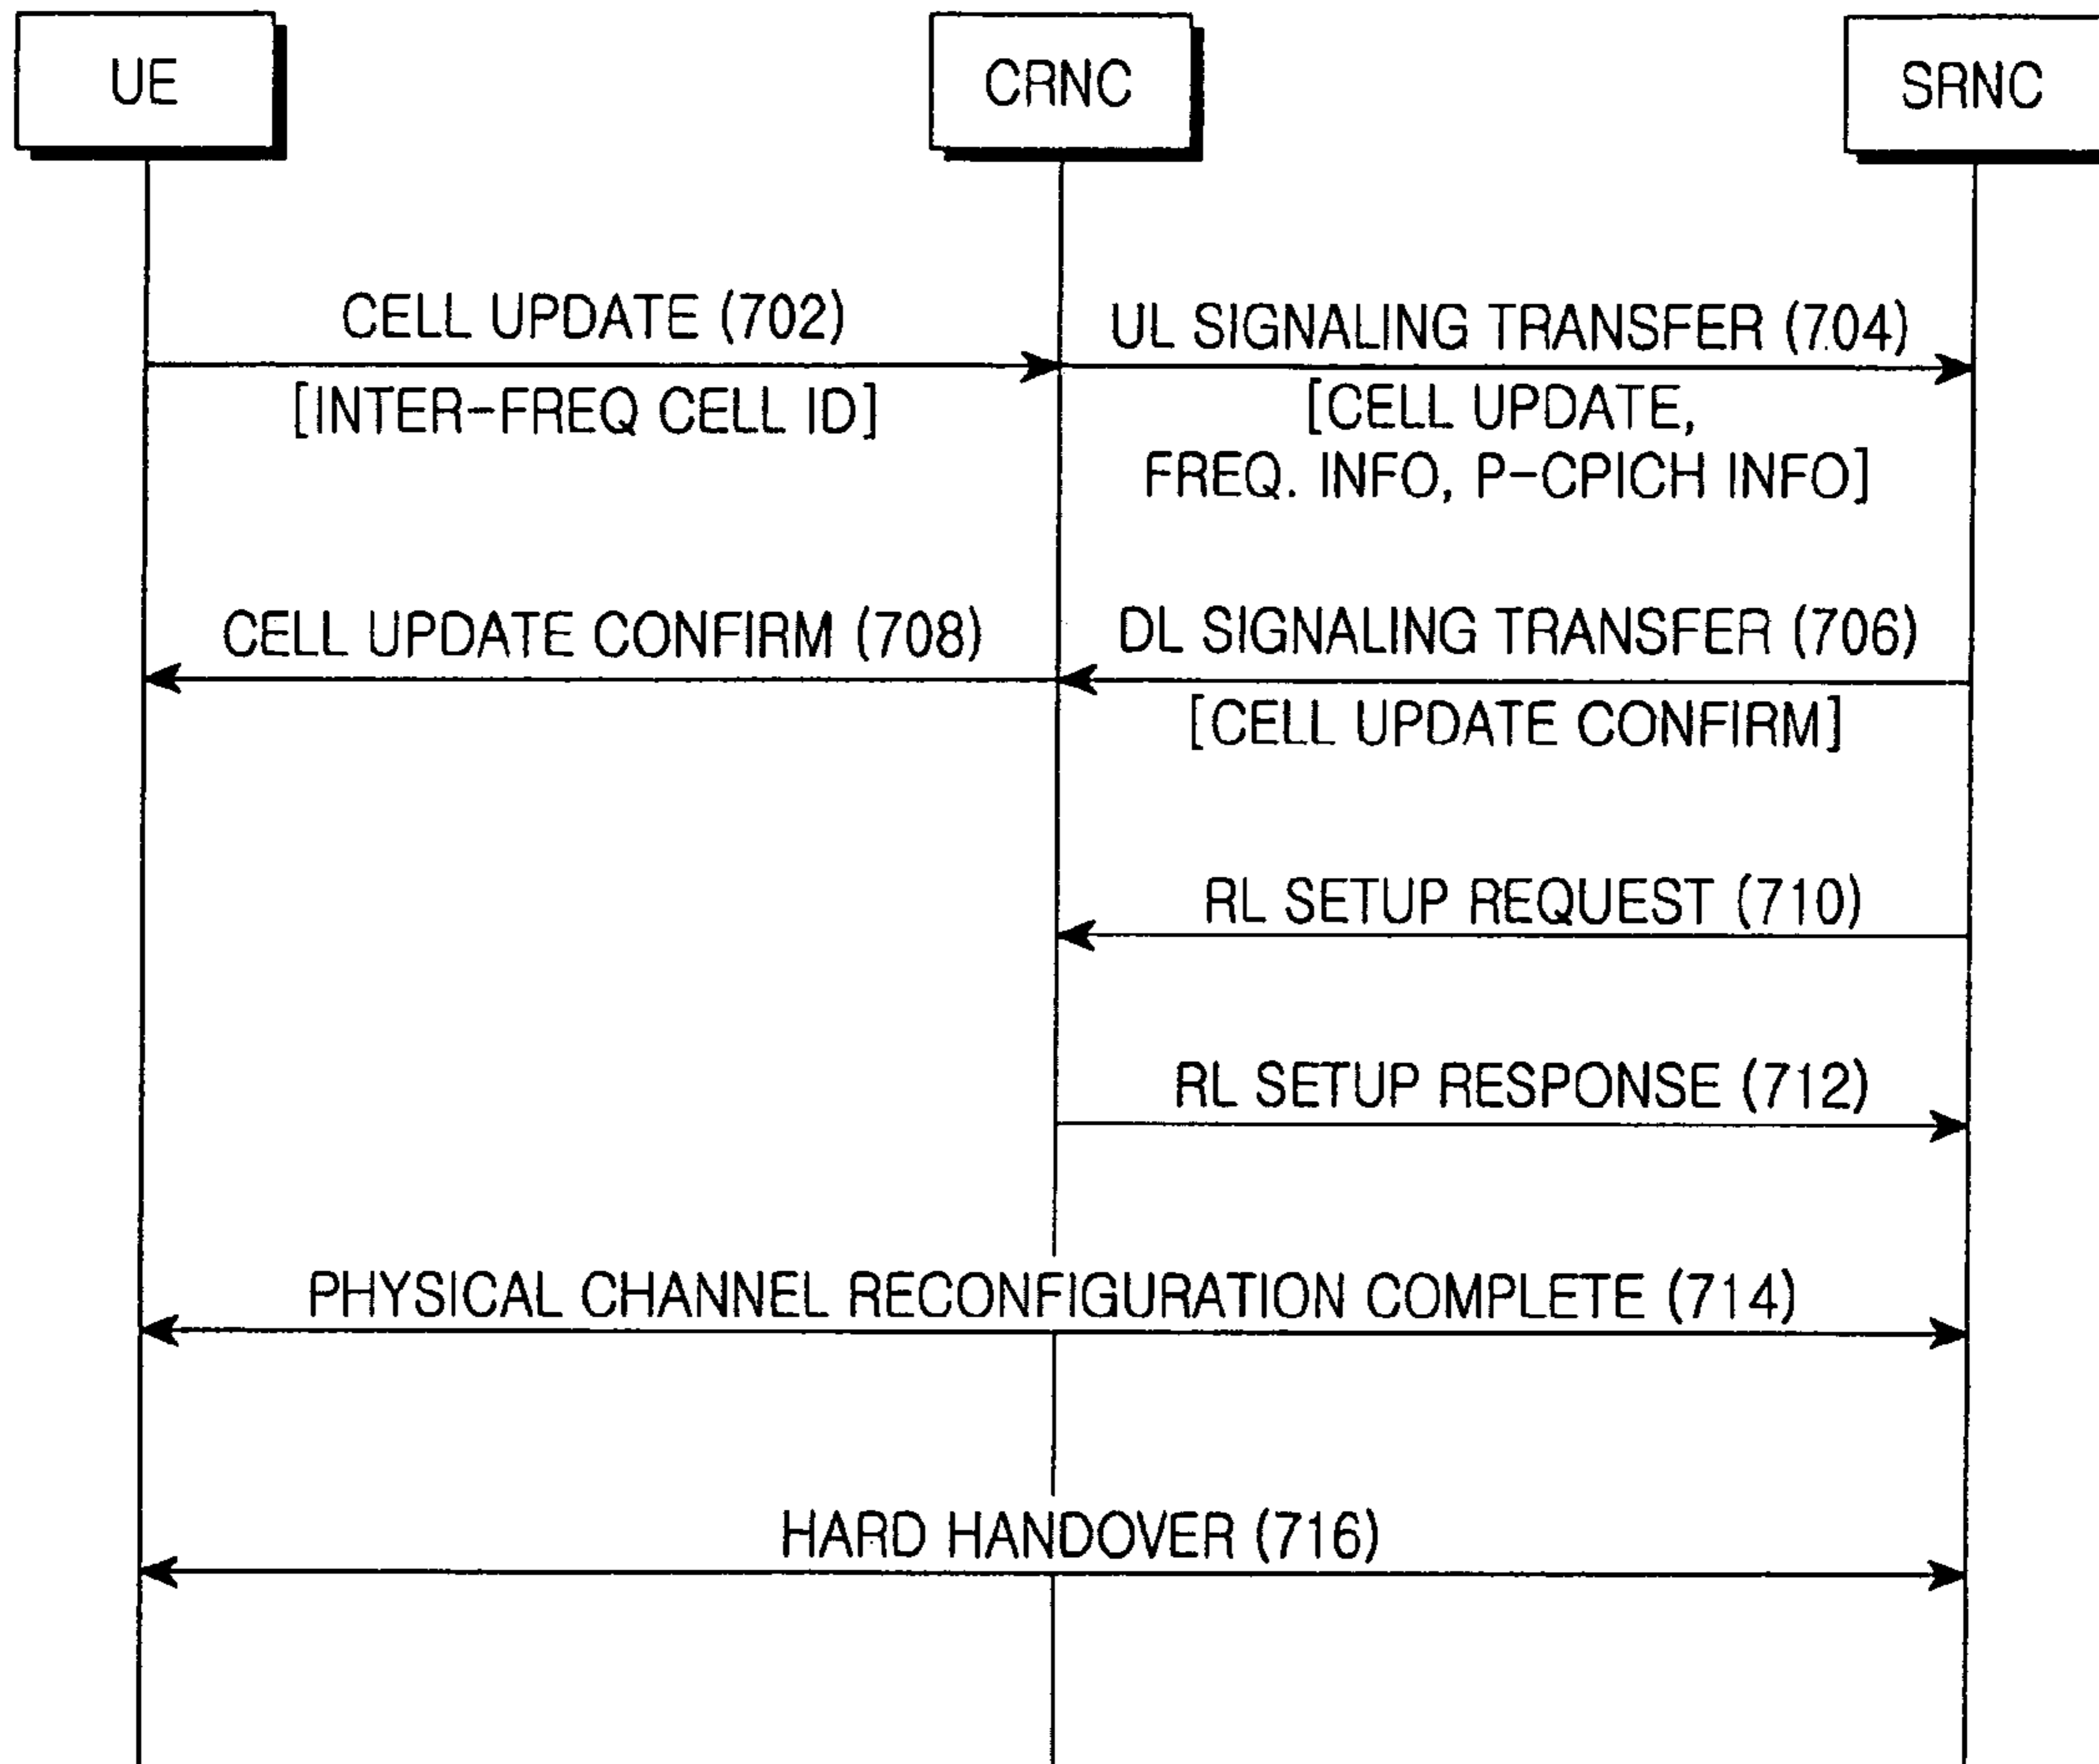 UE
CRNC
SRNC
CELL UPDATE (702)
[INTER-FREQ CELL ID]
UL SIGNALING TRANSFER (704)
[CELL UPDATE,
FREQ. INFO, P-CPICH INFO]
CELL UPDATE CONFIRM (708)
DL SIGNALING TRANSFER (706)
[CELL UPDATE CONFIRM]
RL SETUP REQUEST (710)
RL SETUP RESPONSE (712)
PHYSICAL CHANNEL RECONFIGURATION COMPLETE (714)
HARD HANDOVER (716)